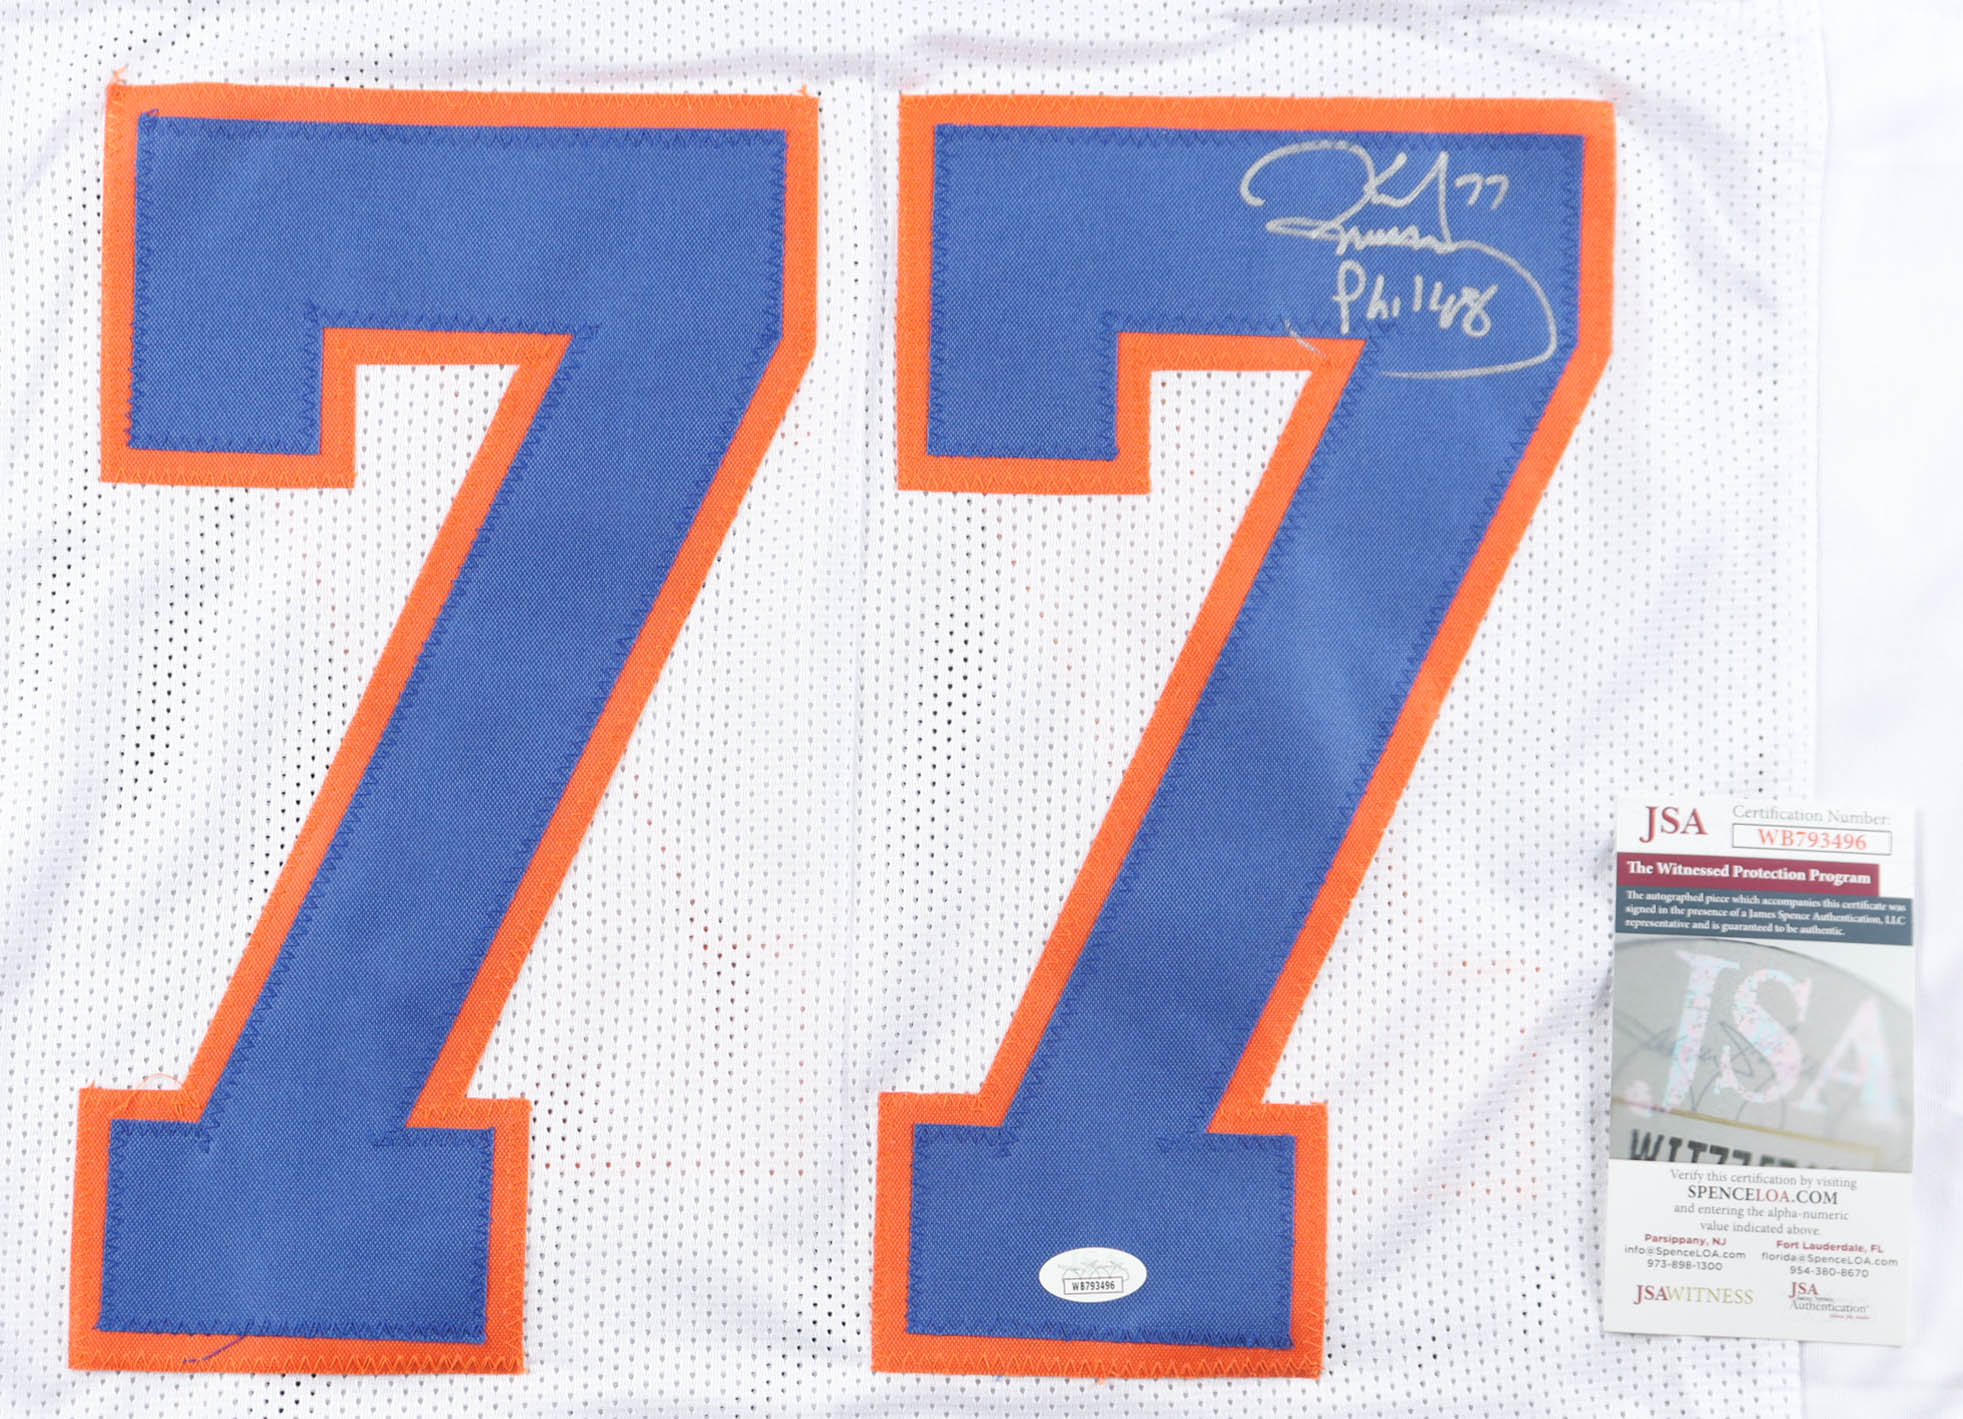 77
77
Phil 4:8
WB793496
JSA
Certification Number:
WB793496
The Witnessed Protection Program
The autographed piece which accompanies this certificate was
signed in the presence of a James Spence Authentication, LLC
representative and is guaranteed to be authentic.
JSA
Verify this certification by visiting
SPENCELOA.COM
and entering the alpha-numeric
value indicated above.
Parsippany, NJ
info@SpenceLOA.com
973-898-1300
Fort Lauderdale, FL
florida@SpenceLOA.com
954-380-8670
JSAWITNESS
JSA
Authentication